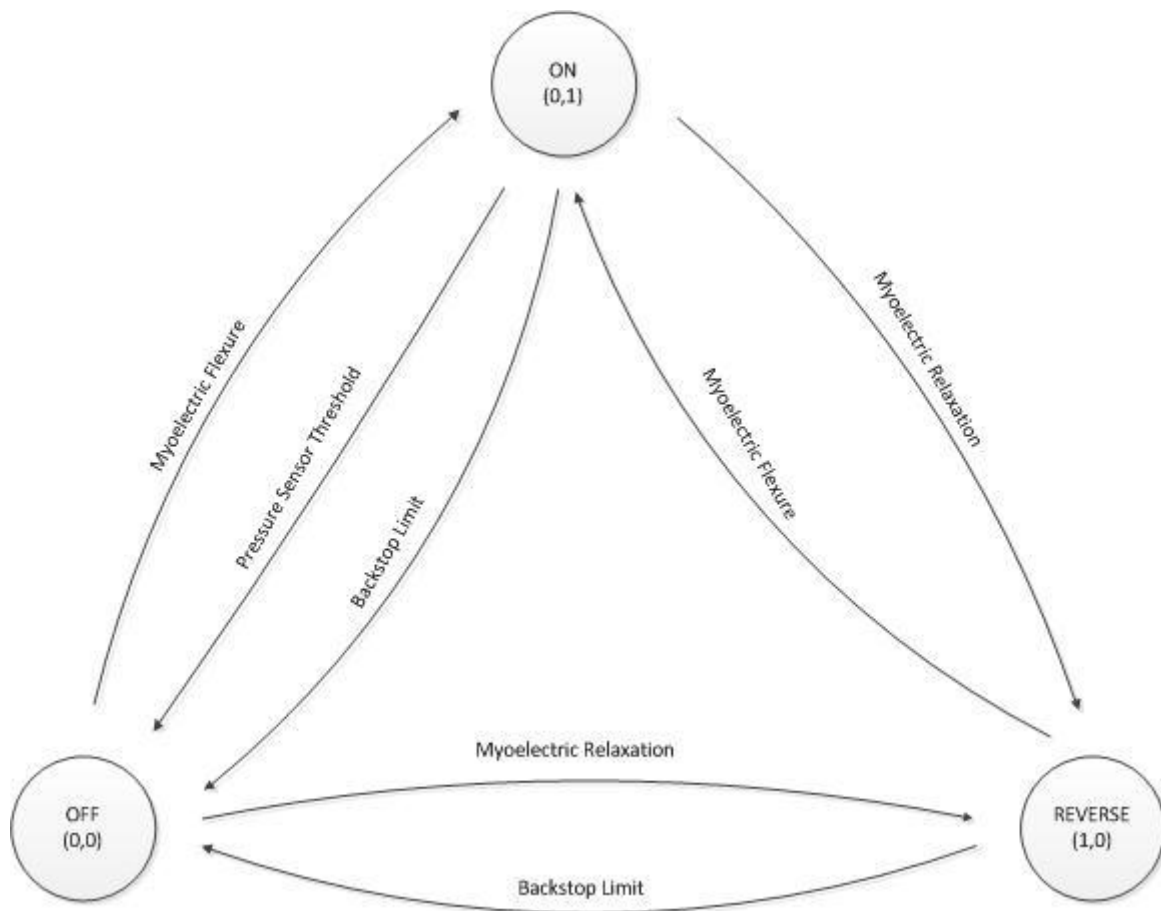 ON
(0,1)
Myoelectric Flexure
Pressure Sensor Threshold
Backstop Limit
Myoelectric Flexure
Myoelectric Relaxation
Myoelectric Relaxation
OFF
(0,0)
REVERSE
(1,0)
Backstop Limit